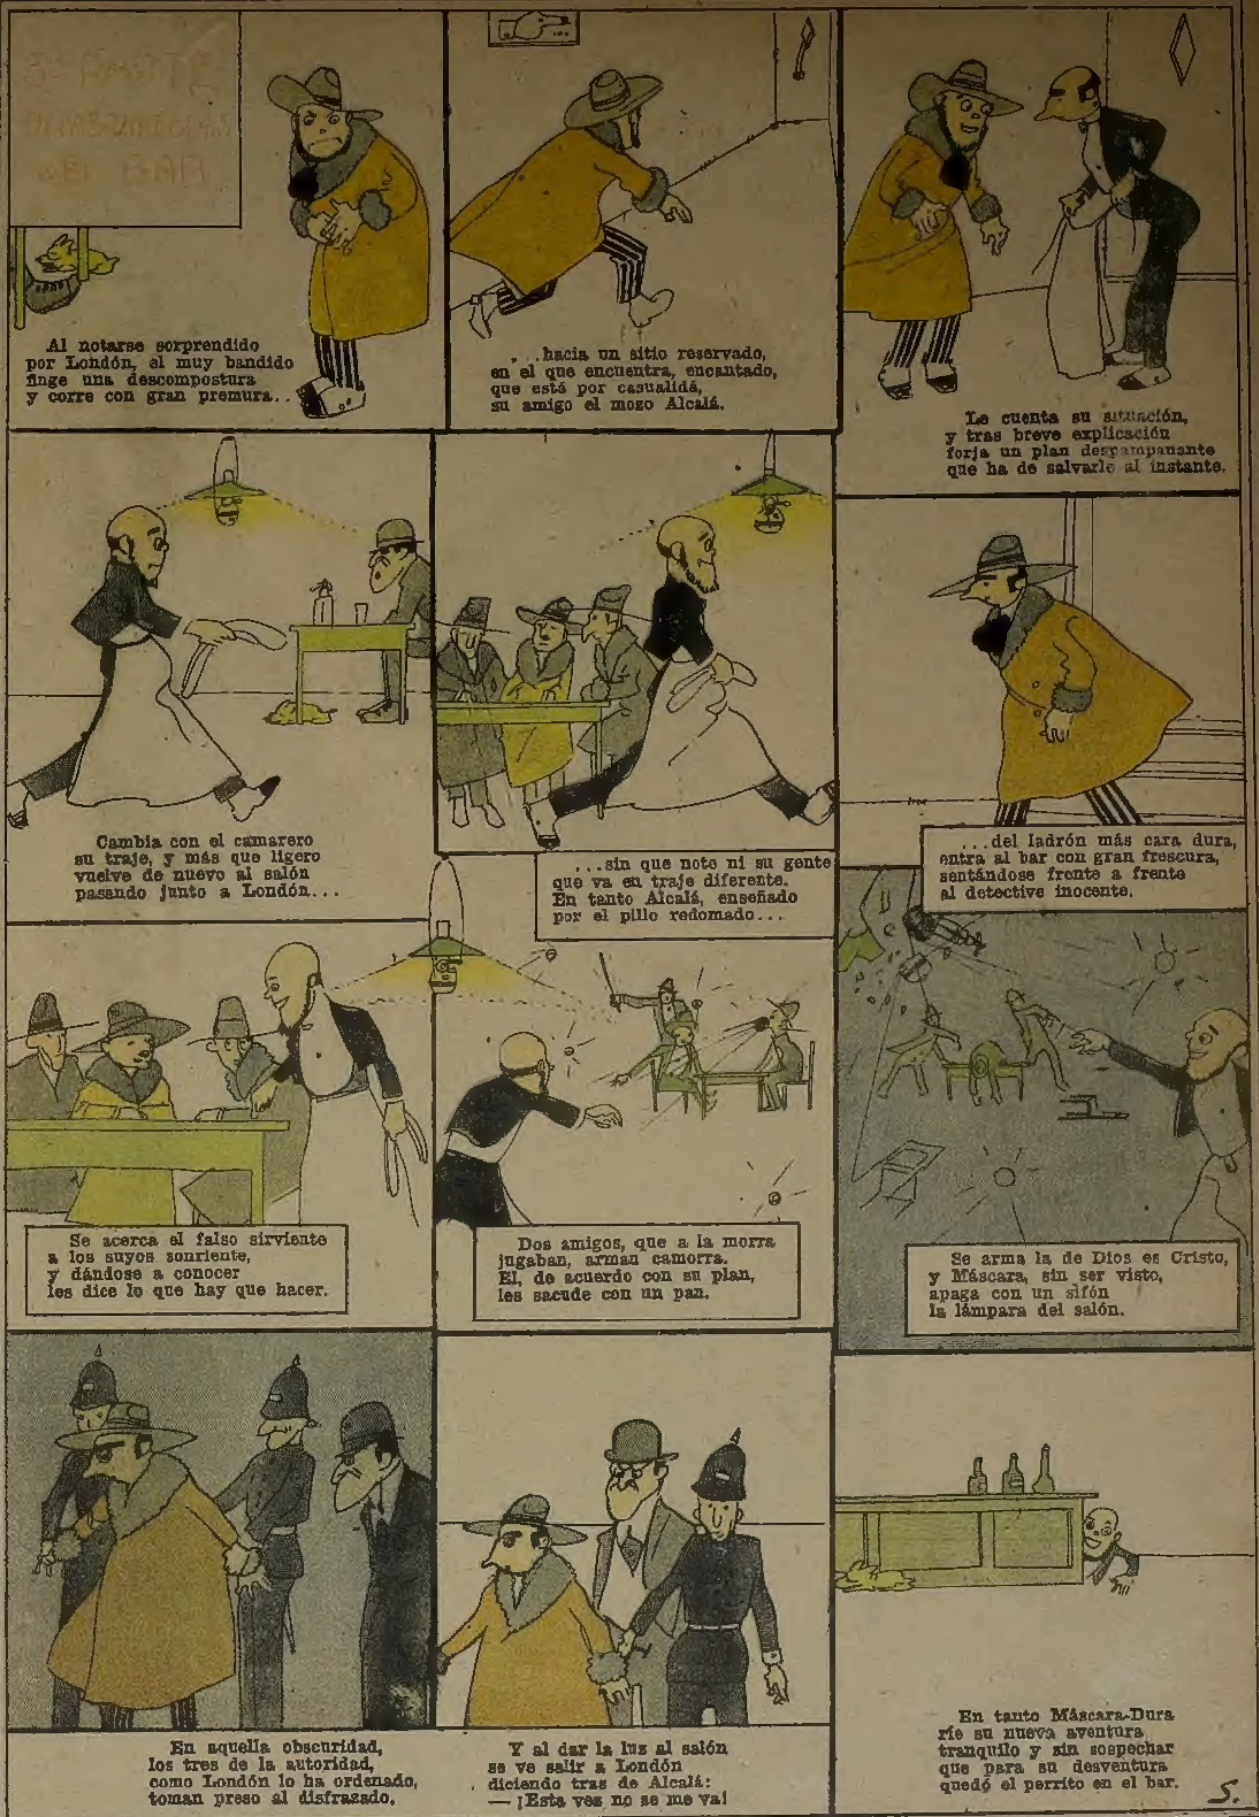 3ª PARTE
Al notarse sorprendido
por Londón, el muy bandido
finge una descompostura
y corre con gran premura..
...hacia un sitio reservado,
en el que encuentra, encantado,
que está por casualidá,
su amigo el mozo Alcalá.
Le cuenta su situación,
y tras breve explicación
forja un plan despampanante
que ha de salvarle al instante.
Cambia con el camarero
su traje, y más que ligero
vuelve de nuevo al salón
pasando junto a Londón...
...sin que note ni su gente
que va en traje diferente.
En tanto Alcalá, enseñado
por el pillo redomado...
...del ladrón más cara dura,
entra al bar con gran frescura,
sentándose frente a frente
al detective inocente.
Se acerca el falso sirviente
a los suyos sonriente,
y dándose a conocer
les dice lo que hay que hacer.
Dos amigos, que a la morra
jugaban, arman camorra.
El, de acuerdo con su plan,
les sacude con un pan.
Se arma la de Dios es Cristo,
y Máscara, sin ser visto,
apaga con un sifón
la lámpara del salón.
En aquella obscuridad,
los tres de la autoridad,
como Londón lo ha ordenado,
toman preso al disfrazado.
Y al dar la luz al salón
se ve salir a Londón
diciendo tras de Alcalá:
— ¡Esta vez no se me va!
En tanto Máscara-Dura
ríe su nueva aventura
tranquilo y sin sospechar
que para su desventura
quedó el perrito en el bar.
S.